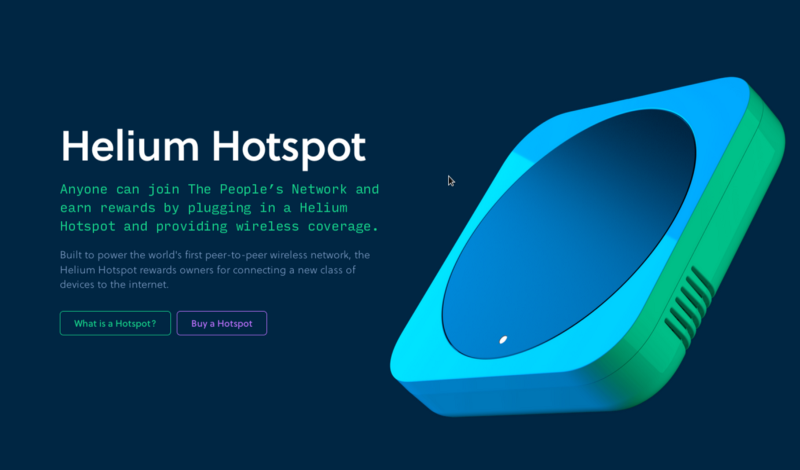 Helium Hotspot
Anyone can join The People’s Network and
earn rewards by plugging in a Helium
Hotspot and providing wireless coverage.
Built to power the world's first peer-to-peer wireless network, the
Helium Hotspot rewards owners for connecting a new class of
devices to the internet.
What is a Hotspot?
Buy a Hotspot